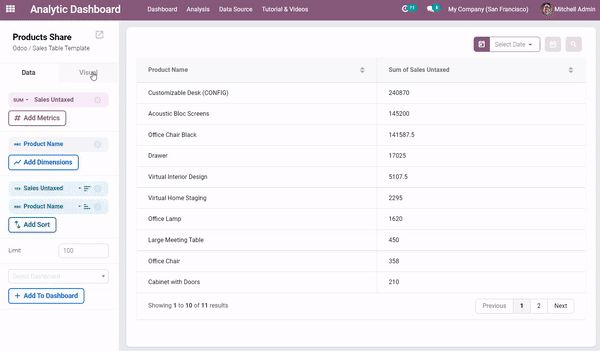 Analytic Dashboard Dashboard Analysis Data Source Tutorial & Videos My Company (San Francisco) Mitchell Admin
Products Share
Odoo / Sales Table Template
Data Visual
SUM Sales Untaxed
# Add Metrics
Product Name
Add Dimensions
Sales Untaxed
Product Name
Add Sort
Limit 100
Select Dashboard
+ Add To Dashboard
Select Date
Product Name Sum of Sales Untaxed
Customizable Desk (CONFIG) 240870
Acoustic Bloc Screens 145200
Office Chair Black 141587.5
Drawer 17025
Virtual Interior Design 5107.5
Virtual Home Staging 2295
Office Lamp 1620
Large Meeting Table 450
Office Chair 358
Cabinet with Doors 210
Showing 1 to 10 of 11 results Previous 1 2 Next